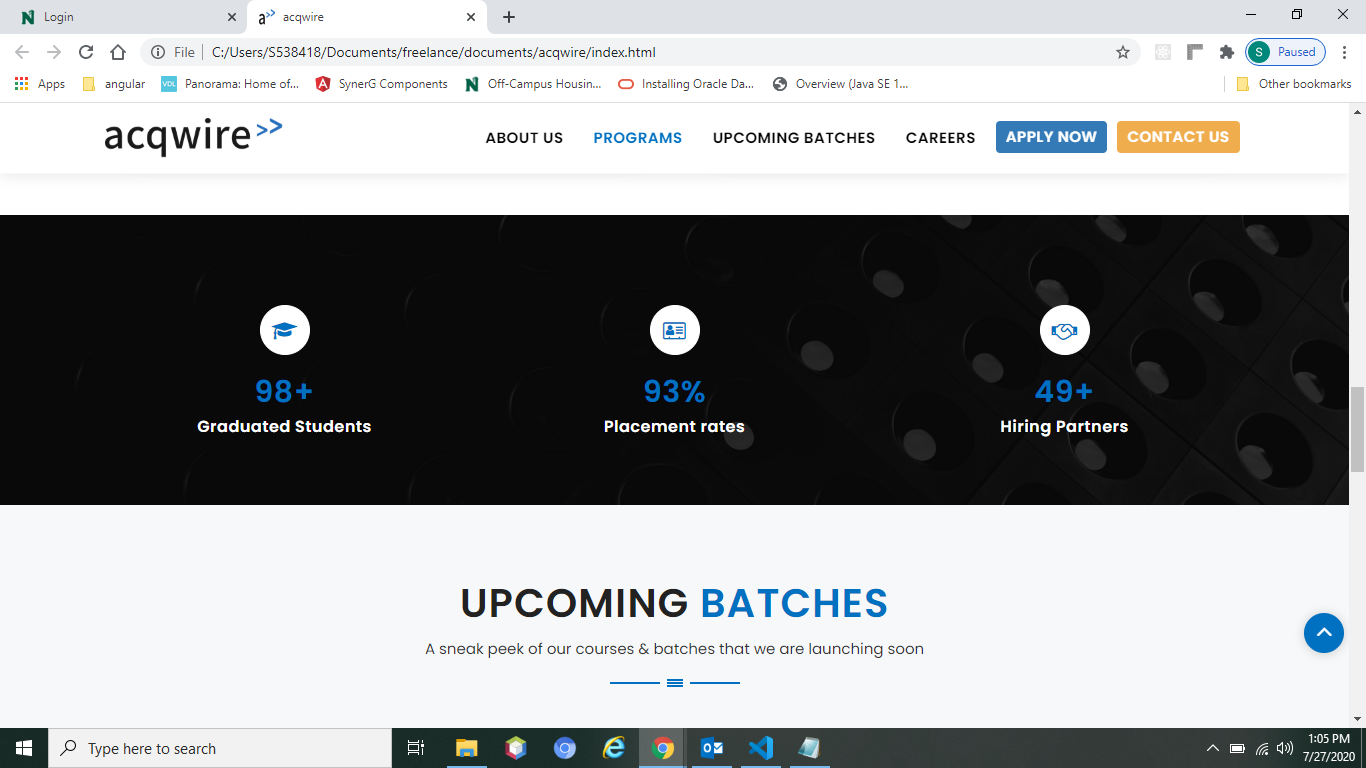 Login
acqwire
File
C:/Users/S538418/Documents/freelance/documents/acqwire/index.html
S
Paused
Apps
angular
VDL
Panorama: Home of...
SynerG Components
Off-Campus Housin...
Installing Oracle Da...
Overview (Java SE 1...
Other bookmarks
acqwire >>
ABOUT US
PROGRAMS
UPCOMING BATCHES
CAREERS
APPLY NOW
CONTACT US
98+
Graduated Students
93%
Placement rates
49+
Hiring Partners
UPCOMING BATCHES
A sneak peek of our courses & batches that we are launching soon
Type here to search
1:05 PM
7/27/2020